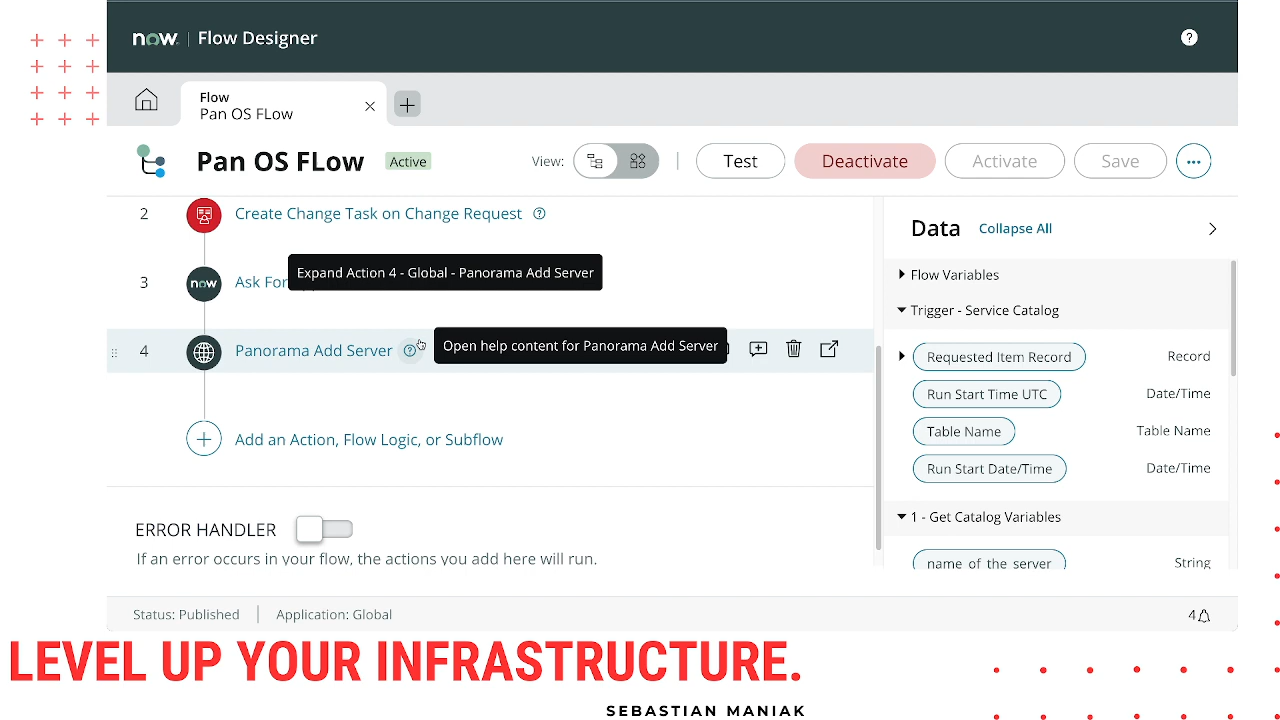 now. | Flow Designer
?
Flow
Pan OS FLow
Pan OS FLow
Active
View:
Test
Deactivate
Activate
Save
2
Create Change Task on Change Request
?
3
now
Ask For
Expand Action 4 - Global - Panorama Add Server
4
Panorama Add Server
?
Open help content for Panorama Add Server
Add an Action, Flow Logic, or Subflow
ERROR HANDLER
If an error occurs in your flow, the actions you add here will run.
Data
Collapse All
Flow Variables
Trigger - Service Catalog
Requested Item Record
Record
Run Start Time UTC
Date/Time
Table Name
Table Name
Run Start Date/Time
Date/Time
1 - Get Catalog Variables
name of the server
String
Status: Published
Application: Global
4
LEVEL UP YOUR INFRASTRUCTURE.
SEBASTIAN MANIAK